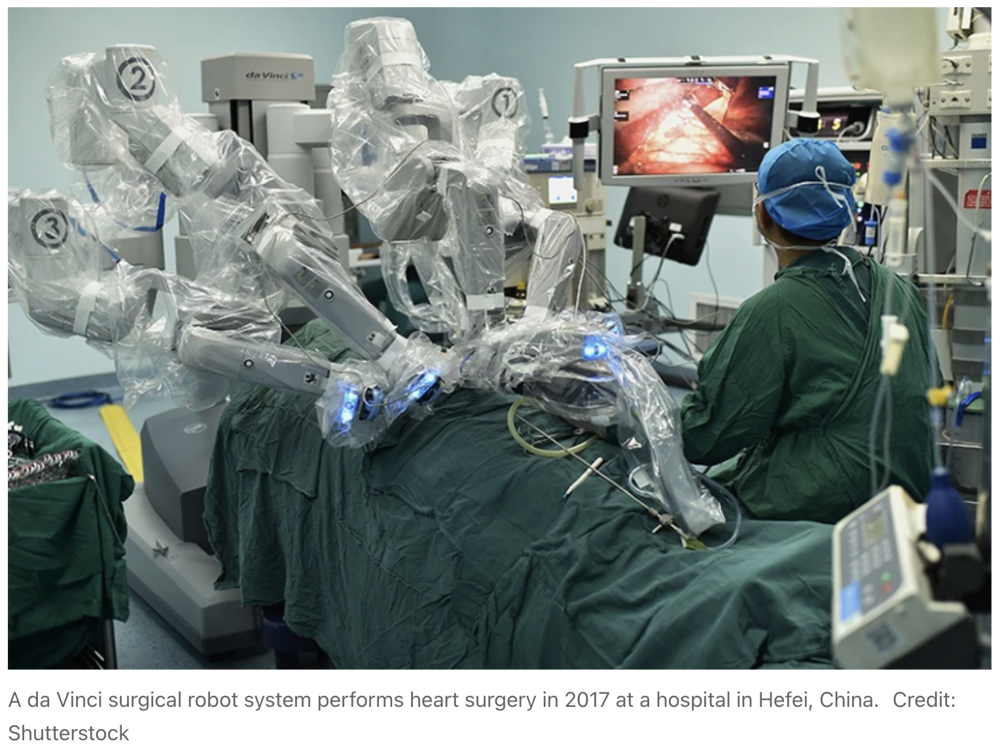 2
da Vinci Si
1
3
A da Vinci surgical robot system performs heart surgery in 2017 at a hospital in Hefei, China. Credit:
Shutterstock